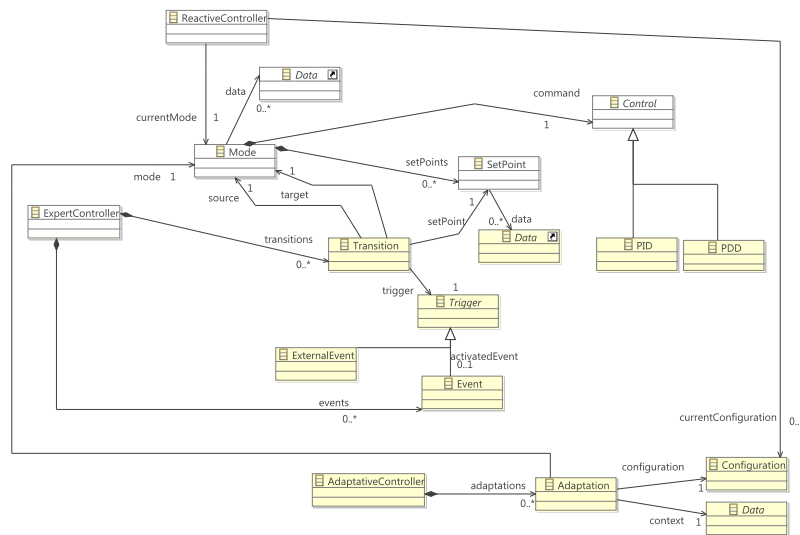 ReactiveController
Data
data
0..*
command
Control
currentMode
1
1
Mode
setPoints
SetPoint
mode
1
1
0..*
source
1
target
1
ExpertController
setPoint
0..*
data
transitions
Transition
Data
PID
PDD
0..*
trigger
1
Trigger
ExternalEvent
activatedEvent
0..1
Event
events
0..*
currentConfiguration
0..
configuration
Configuration
AdaptativeController
adaptations
Adaptation
1
0..*
Data
context
1